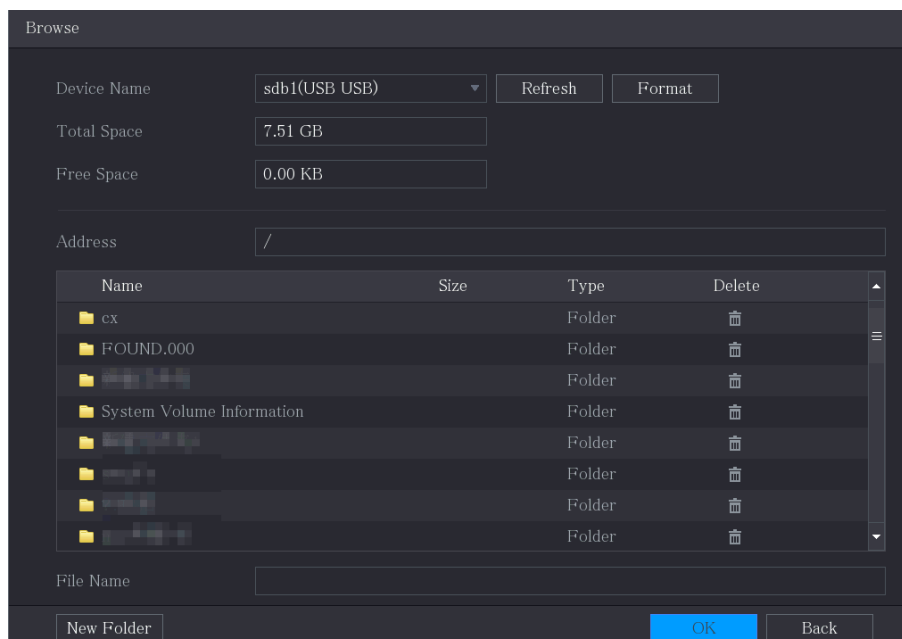 Browse
Device Name sdb1(USB USB) Refresh Format
Total Space 7.51 GB
Free Space 0.00 KB
Address /
Name Size Type Delete
cx Folder
FOUND.000 Folder
Folder
System Volume Information Folder
Folder
Folder
Folder
Folder
File Name
New Folder OK Back